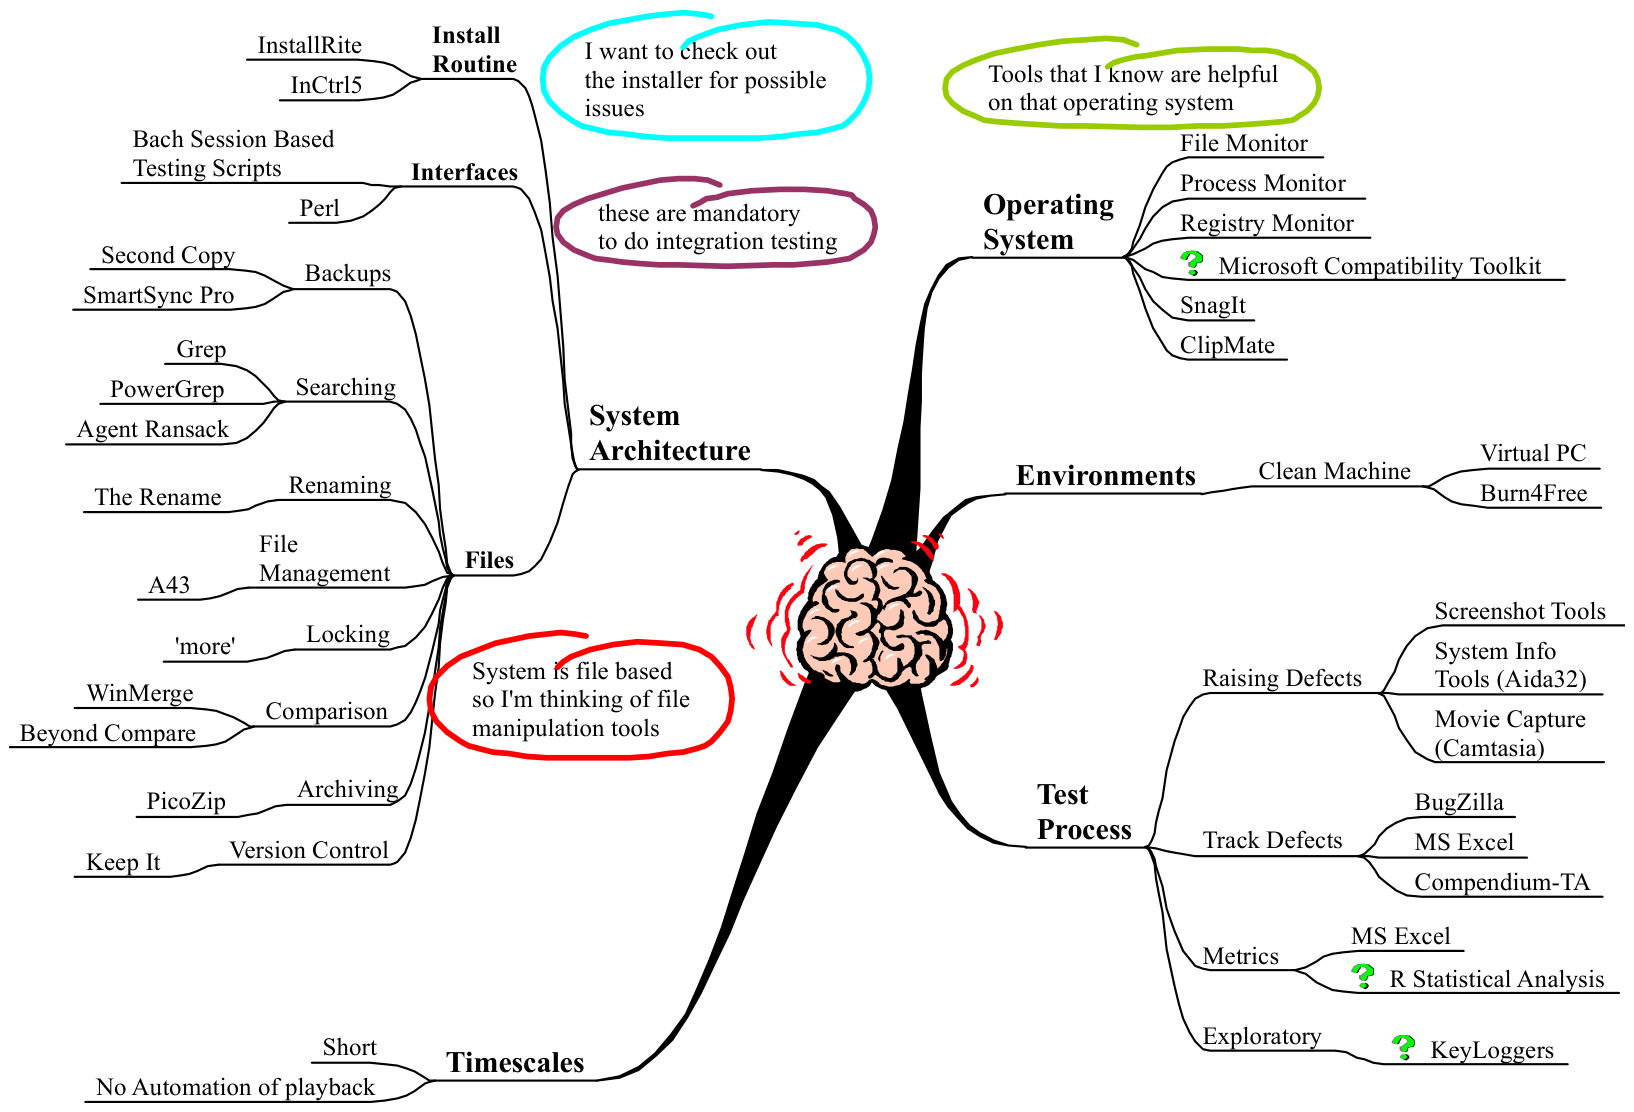 Install
Routine
InstallRite
InCtrl5
I want to check out
the installer for possible
issues
Interfaces
Bach Session Based
Testing Scripts
Perl
these are mandatory
to do integration testing
System
Architecture
Files
Backups
Second Copy
SmartSync Pro
Searching
Grep
PowerGrep
Agent Ransack
Renaming
The Rename
File
Management
A43
Locking
'more'
Comparison
WinMerge
Beyond Compare
Archiving
PicoZip
Version Control
Keep It
System is file based
so I'm thinking of file
manipulation tools
Timescales
Short
No Automation of playback
Tools that I know are helpful
on that operating system
Operating
System
File Monitor
Process Monitor
Registry Monitor
? Microsoft Compatibility Toolkit
SnagIt
ClipMate
Environments
Clean Machine
Virtual PC
Burn4Free
Test
Process
Raising Defects
Screenshot Tools
System Info
Tools (Aida32)
Movie Capture
(Camtasia)
Track Defects
BugZilla
MS Excel
Compendium-TA
Metrics
MS Excel
? R Statistical Analysis
Exploratory
? KeyLoggers